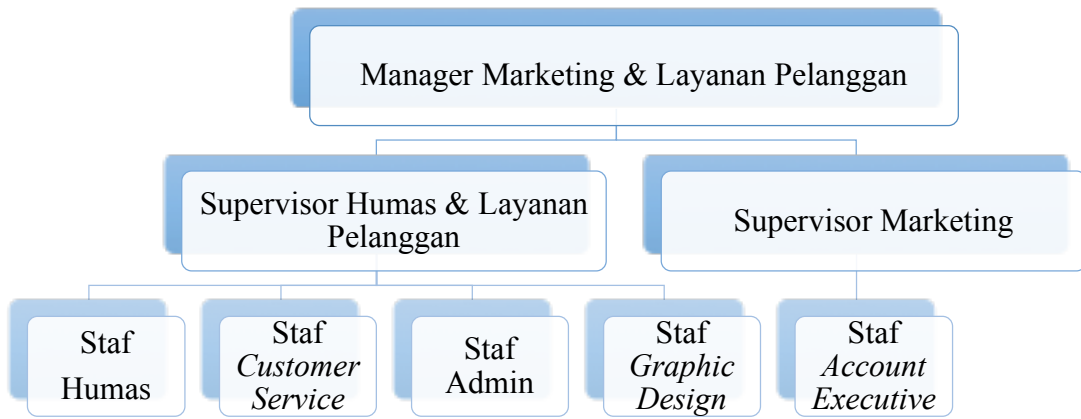 Manager Marketing & Layanan Pelanggan
Supervisor Humas & Layanan
Pelanggan
Supervisor Marketing
Staf
Humas
Staf
Customer
Service
Staf
Admin
Staf
Graphic
Design
Staf
Account
Executive